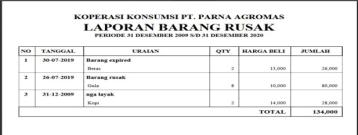 KOPERASI KONSUMSI PT. PARNA AGROMAS
LAPORAN BARANG RUSAK
PERIODE 31 DESEMBER 2009 S/D 31 DESEMBER 2020
NO TANGGAL URAIAN QTY HARGA BELI JUMLAH
1 30-07-2019 Barang expired
Beras 2 13,000 26,000
2 26-07-2019 Barang rusak
Gula 8 10,000 80,000
3 31-12-2009 nga layak
Kopi 2 14,000 28,000
TOTAL 134,000